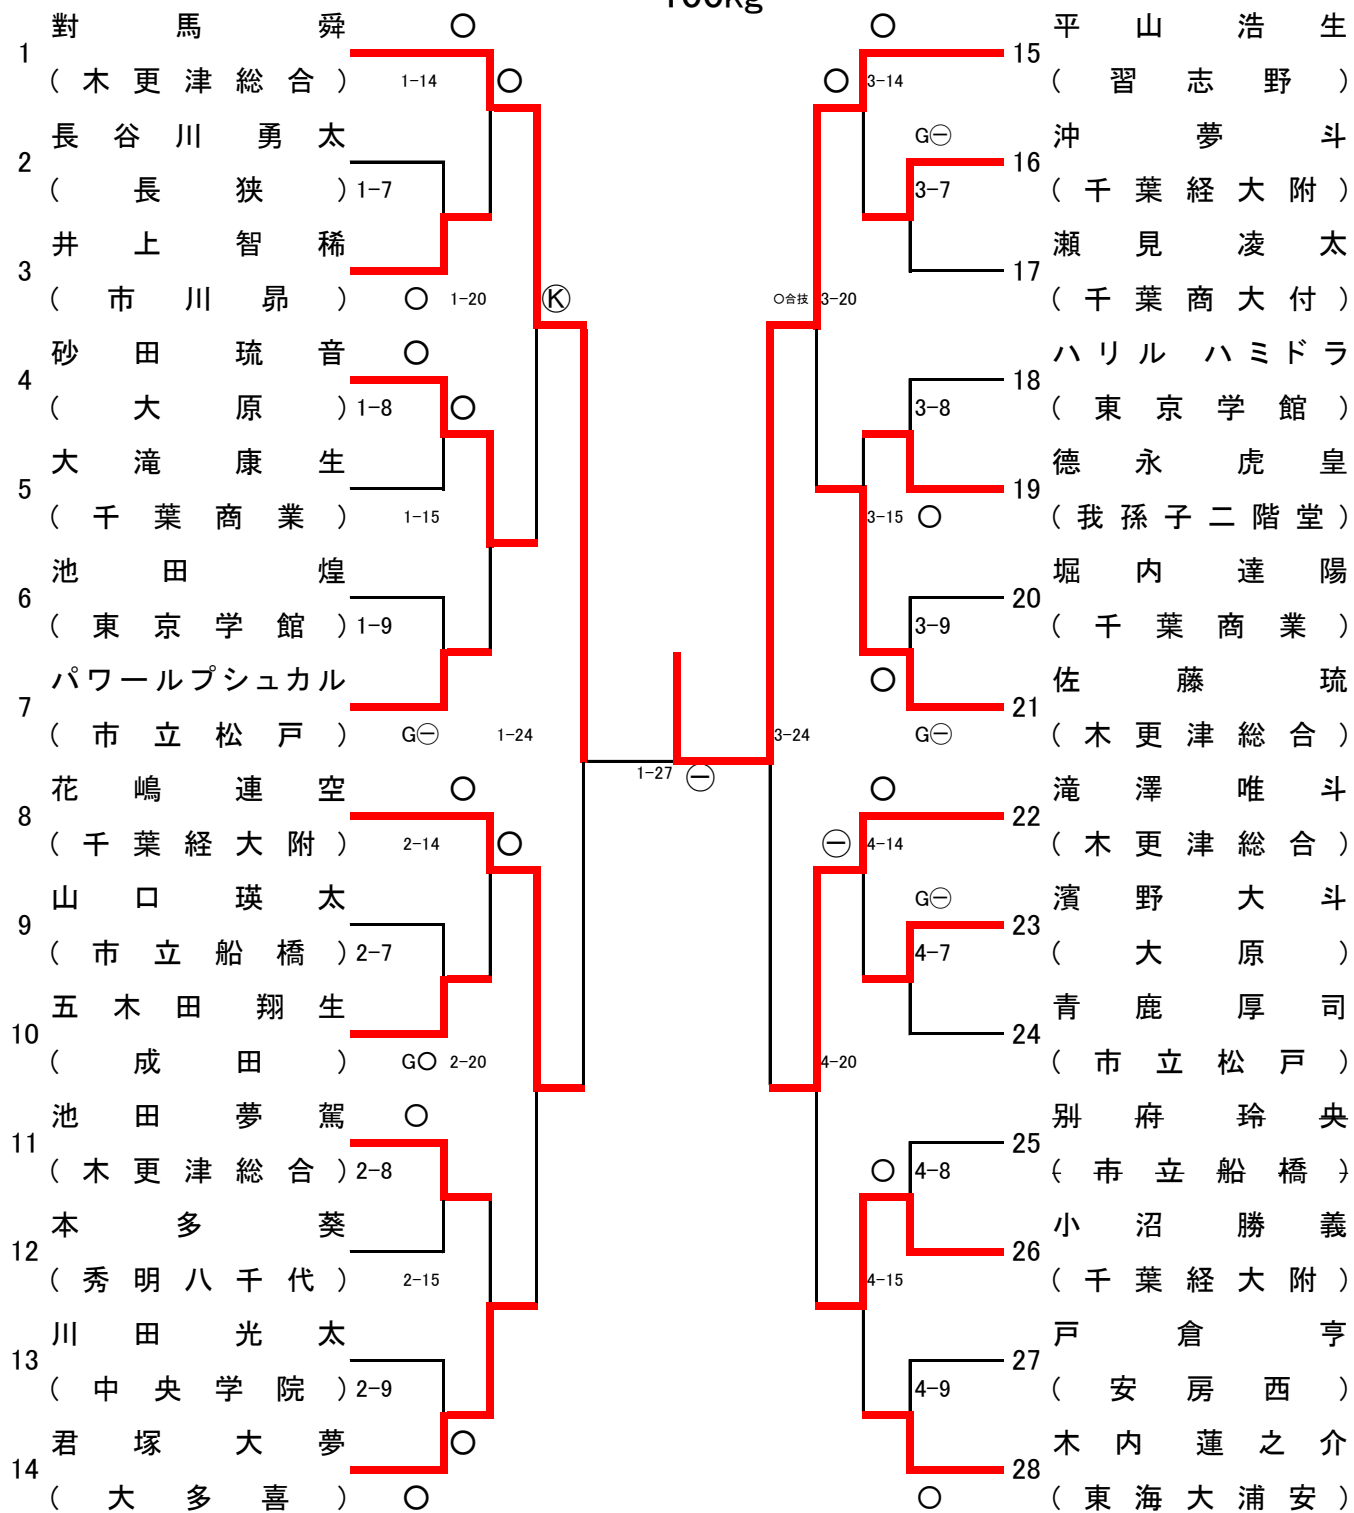 對馬舜
1
(木更津総合)
1-14
長谷川勇太
2
(長狭)
1-7
井上智稀
3
(市川昴)
○
1-20
Ⓚ
砂田琉音
○
4
(大原)
1-8
○
大滝康生
5
(千葉商業)
1-15
池田煌
6
(東京学館)
1-9
パワールプシュカル
7
(市立松戸)
G㊀
1-24
花嶋連空
○
8
(千葉経大附)
2-14
○
山口瑛太
9
(市立船橋)
2-7
五木田翔生
10
(成田)
G○
2-20
池田夢駕
○
11
(木更津総合)
2-8
本多葵
12
(秀明八千代)
2-15
川田光太
13
(中央学院)
2-9
君塚大夢
○
14
(大多喜)
○
1-27
㊀
○
平山浩生
15
○
3-14
(習志野)
G㊀
沖夢斗
16
3-7
(千葉経大附)
瀬見凌太
17
○合技
3-20
(千葉商大付)
ハリル ハミドラ
18
3-8
(東京学館)
德永虎皇
19
3-15
○
(我孫子二階堂)
堀内達陽
20
3-9
(千葉商業)
○
佐藤琉
21
3-24
G㊀
(木更津総合)
○
滝澤唯斗
22
㊀
4-14
(木更津総合)
G㊀
濱野大斗
23
4-7
(大原)
青鹿厚司
24
4-20
(市立松戸)
別府玲央
25
○
4-8
(市立船橋)
小沼勝義
26
4-15
(千葉経大附)
戸倉亨
27
4-9
(安房西)
木内蓮之介
28
○
(東海大浦安)